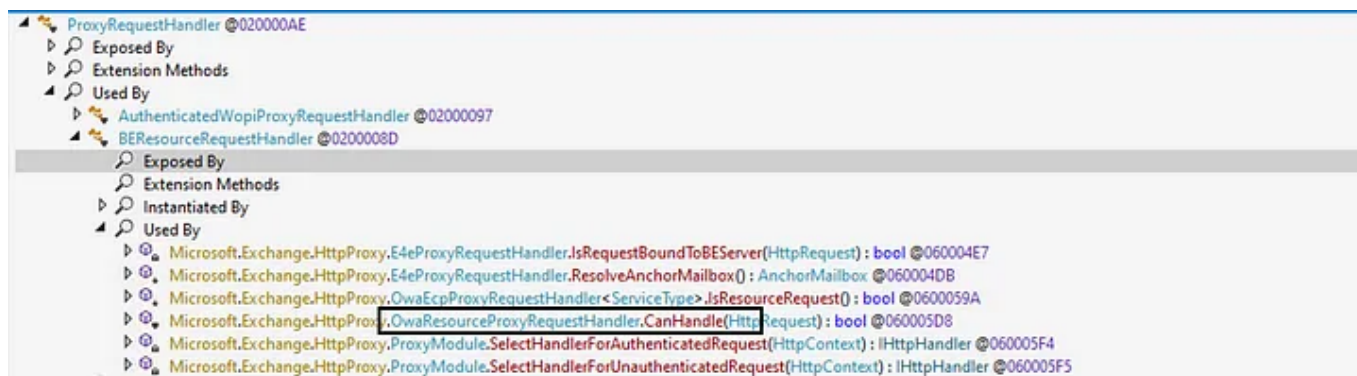 ProxyRequestHandler @020000AE
Exposed By
Extension Methods
Used By
AuthenticatedWopiProxyRequestHandler @02000097
BEResourceRequestHandler @0200008D
Exposed By
Extension Methods
Instantiated By
Used By
Microsoft.Exchange.HttpProxy.E4eProxyRequestHandler.IsRequestBoundToBEServer(HttpRequest) : bool @060004E7
Microsoft.Exchange.HttpProxy.E4eProxyRequestHandler.ResolveAnchorMailbox() : AnchorMailbox @060004DB
Microsoft.Exchange.HttpProxy.OwaEcpProxyRequestHandler<ServiceType>.IsResourceRequest() : bool @0600059A
Microsoft.Exchange.HttpProxy.OwaResourceProxyRequestHandler.CanHandle(HttpRequest) : bool @060005D8
Microsoft.Exchange.HttpProxy.ProxyModule.SelectHandlerForAuthenticatedRequest(HttpContext) : IHttpHandler @060005F4
Microsoft.Exchange.HttpProxy.ProxyModule.SelectHandlerForUnauthenticatedRequest(HttpContext) : IHttpHandler @060005F5